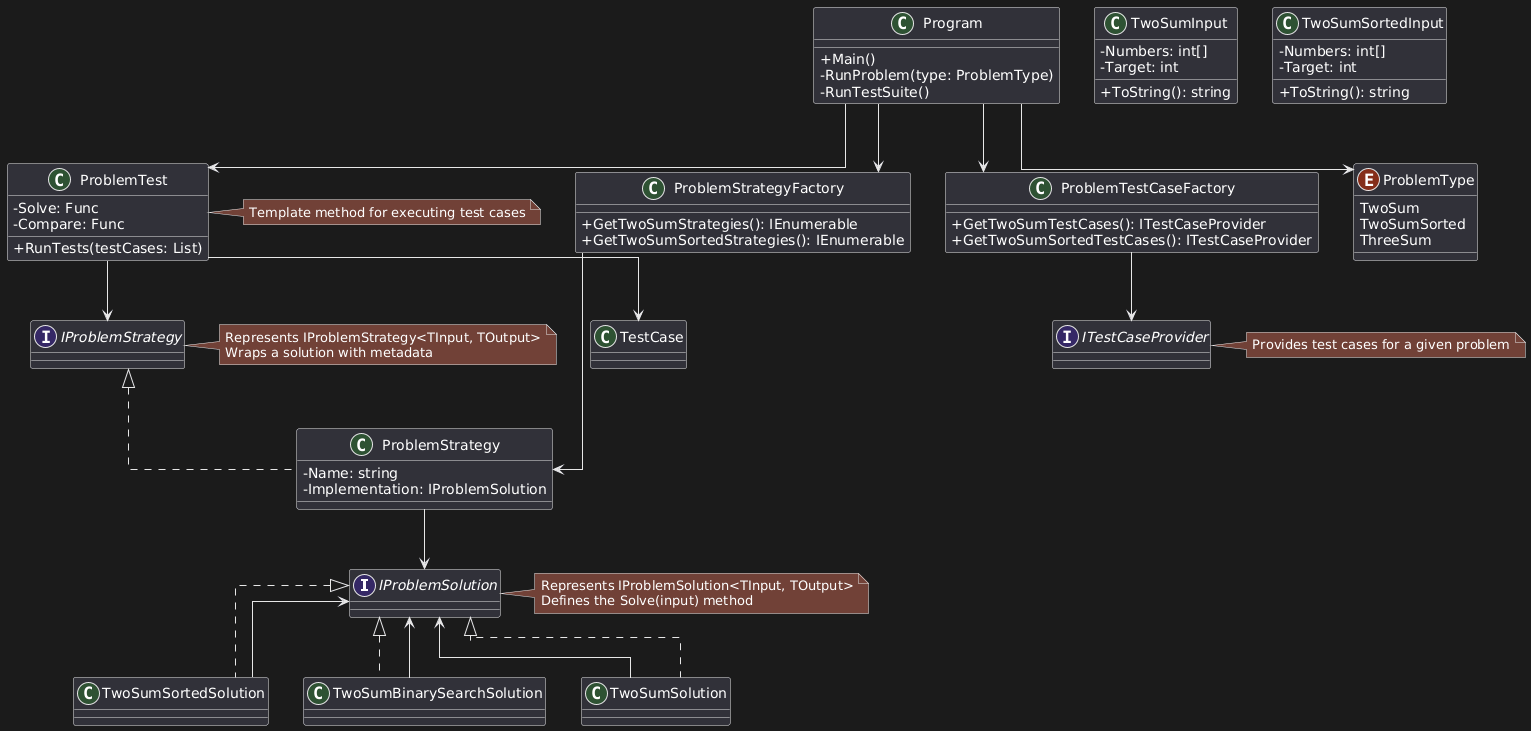 C Program
+Main()
-RunProblem(type: ProblemType)
-RunTestSuite()
C TwoSumInput
-Numbers: int[]
-Target: int
+ToString(): string
C TwoSumSortedInput
-Numbers: int[]
-Target: int
+ToString(): string
C ProblemTest
-Solve: Func
-Compare: Func
+RunTests(testCases: List)
Template method for executing test cases
C ProblemStrategyFactory
+GetTwoSumStrategies(): IEnumerable
+GetTwoSumSortedStrategies(): IEnumerable
C ProblemTestCaseFactory
+GetTwoSumTestCases(): ITestCaseProvider
+GetTwoSumSortedTestCases(): ITestCaseProvider
E ProblemType
TwoSum
TwoSumSorted
ThreeSum
I IProblemStrategy
Represents IProblemStrategy<TInput, TOutput>
Wraps a solution with metadata
C TestCase
I ITestCaseProvider
Provides test cases for a given problem
C ProblemStrategy
-Name: string
-Implementation: IProblemSolution
I IProblemSolution
Represents IProblemSolution<TInput, TOutput>
Defines the Solve(input) method
C TwoSumSortedSolution
C TwoSumBinarySearchSolution
C TwoSumSolution